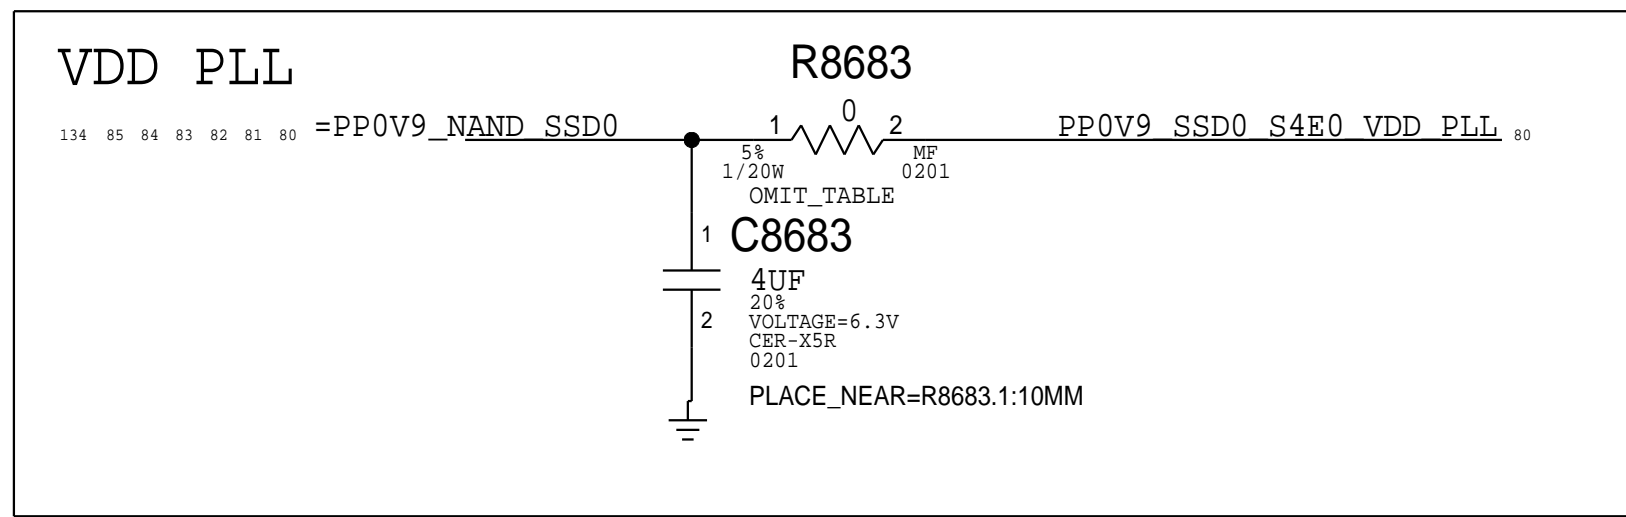 VDD PLL
R8683
134 85 84 83 82 81 80 =PP0V9_NAND_SSD0 1 0 2 PP0V9_SSD0_S4E0_VDD_PLL 80
5% MF
1/20W 0201
OMIT_TABLE
1 C8683
4UF
20%
2 VOLTAGE=6.3V
CER-X5R
0201
PLACE_NEAR=R8683.1:10MM